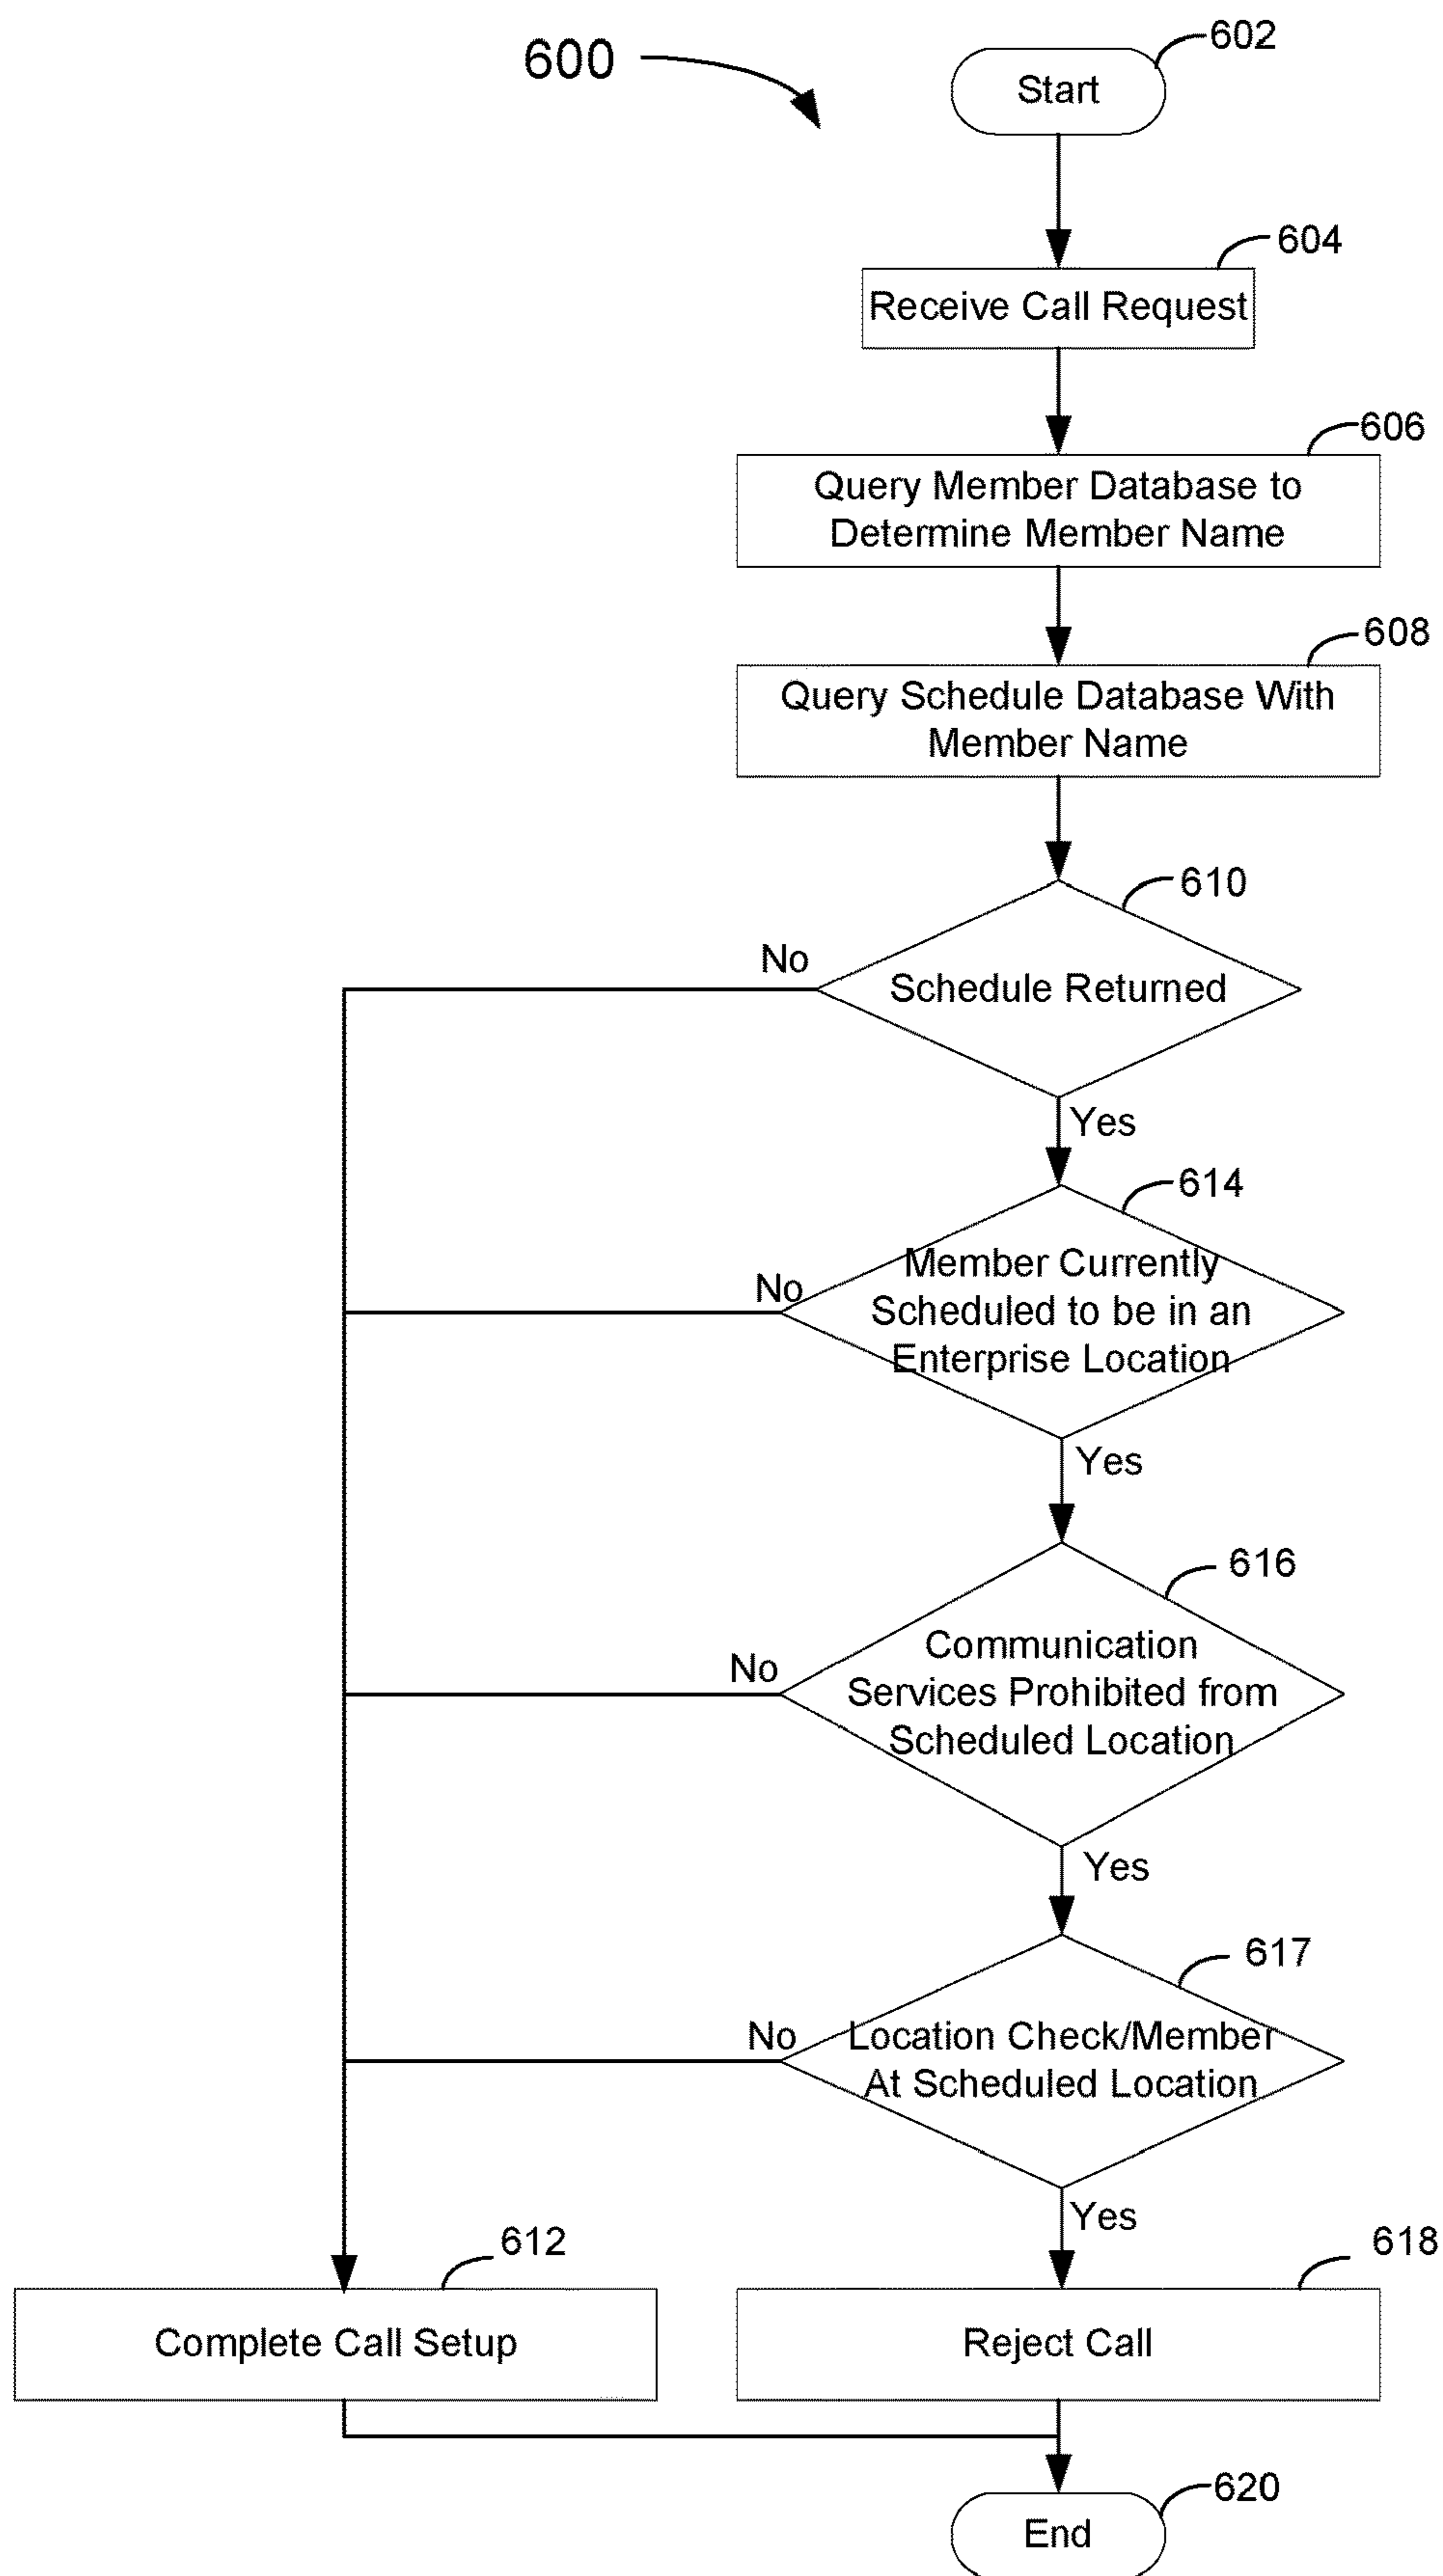 600
602
Start
604
Receive Call Request
606
Query Member Database to
Determine Member Name
608
Query Schedule Database With
Member Name
610
No
Schedule Returned
Yes
614
No
Member Currently
Scheduled to be in an
Enterprise Location
Yes
616
No
Communication
Services Prohibited from
Scheduled Location
Yes
617
No
Location Check/Member
At Scheduled Location
Yes
612
618
Complete Call Setup
Reject Call
620
End